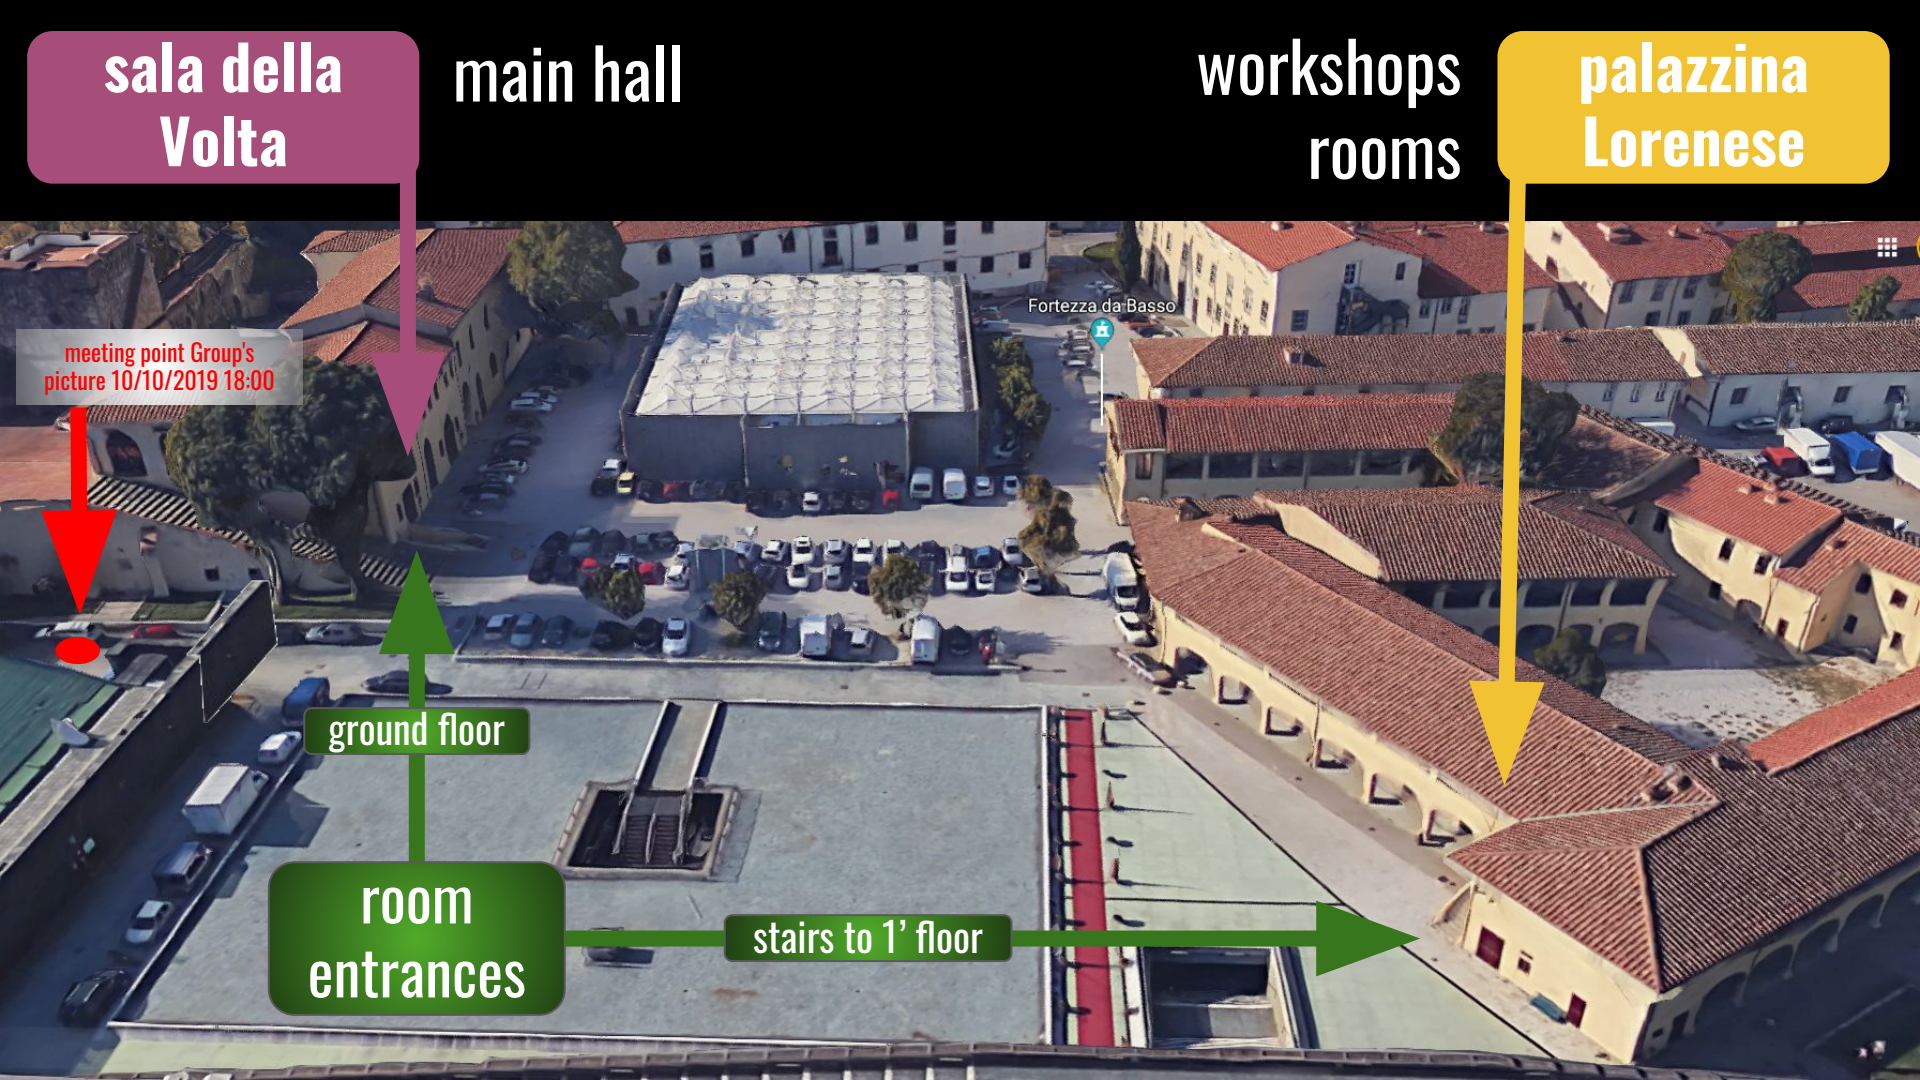 sala della
Volta
main hall
workshops
rooms
palazzina
Lorenese
Fortezza da Basso
meeting point Group's
picture 10/10/2019 18:00
ground floor
room
entrances
stairs to 1’ floor